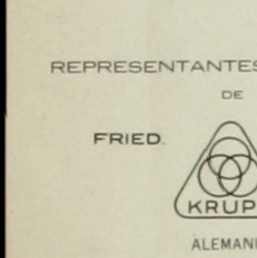 REPRESENTANTES
DE
FRIED.
KRUP
ALEMANI